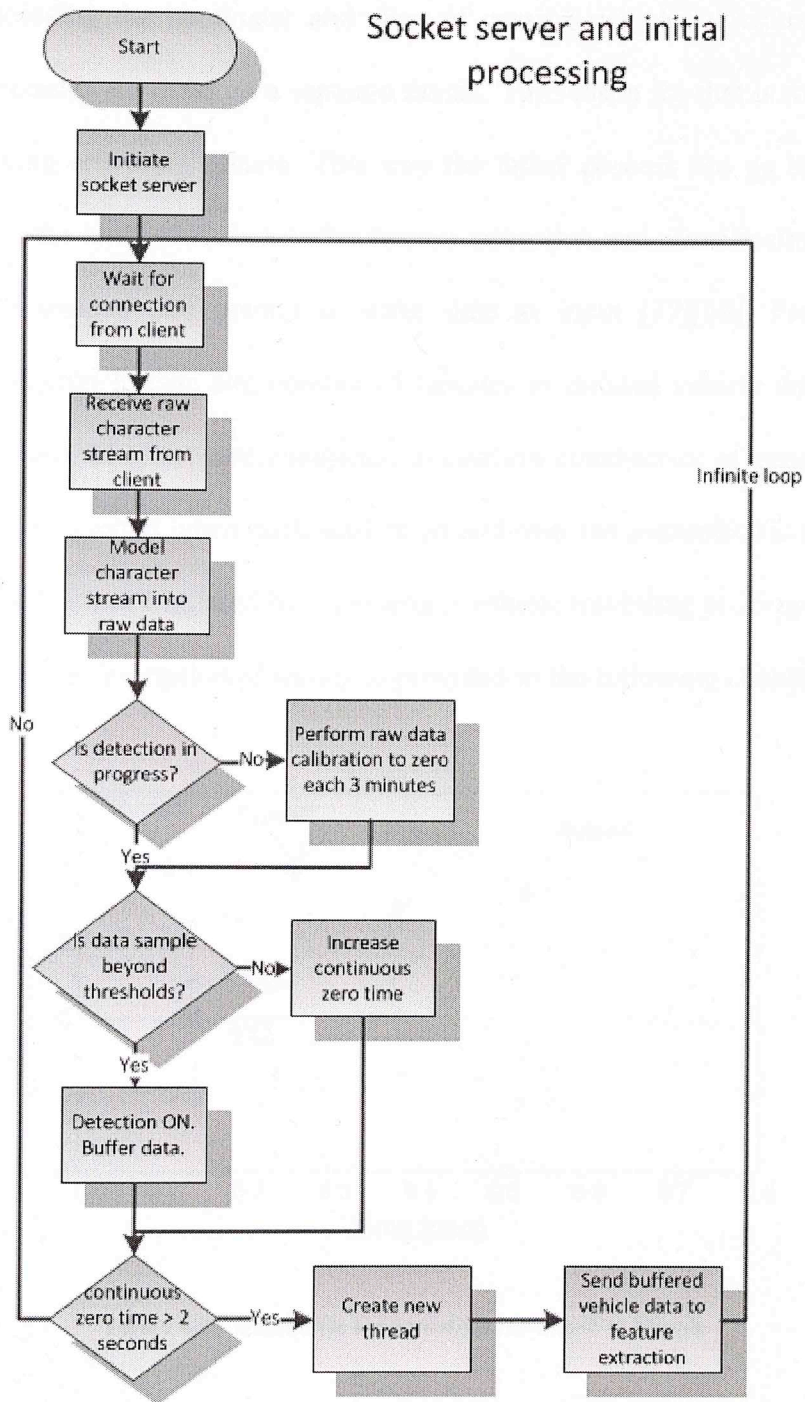 Socket server and initial
processing
Start
Initiate
socket server
Wait for
connection
from client
Receive raw
character
stream from
client
Model
character
stream into
raw data
Is detection in
progress?
No
Perform raw data
calibration to zero
each 3 minutes
Yes
Is data sample
beyond
thresholds?
No
Increase
continuous
zero time
Yes
Detection ON.
Buffer data.
continuous
zero time > 2
seconds
Yes
Create new
thread
Send buffered
vehicle data to
feature
extraction
No
Infinite loop